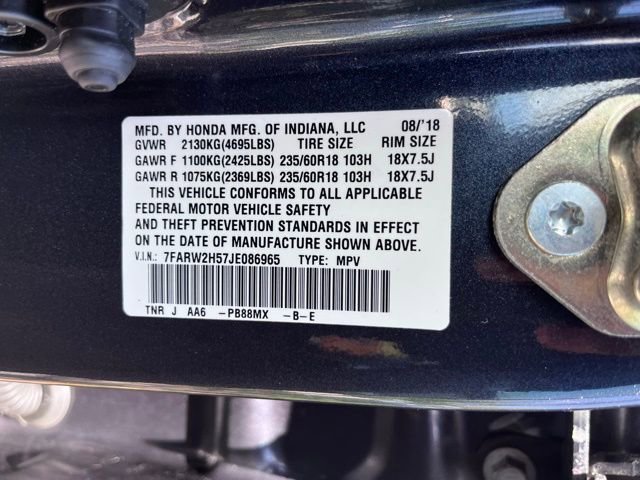 MFD. BY HONDA MFG. OF INDIANA, LLC 08/'18
GVWR 2130KG(4695LBS) TIRE SIZE RIM SIZE
GAWR F 1100KG(2425LBS) 235/60R18 103H 18X7.5J
GAWR R 1075KG(2369LBS) 235/60R18 103H 18X7.5J
THIS VEHICLE CONFORMS TO ALL APPLICABLE
FEDERAL MOTOR VEHICLE SAFETY
AND THEFT PREVENTION STANDARDS IN EFFECT
ON THE DATE OF MANUFACTURE SHOWN ABOVE.
V.I.N.: 7FARW2H57JE086965 TYPE: MPV
TNR J AA6 -PB88MX -B-E